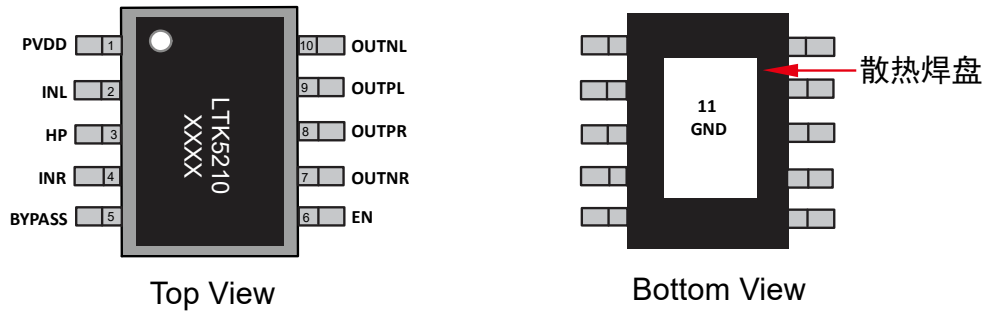 PVDD 1 10 OUTNL
INL 2 9 OUTPL
HP 3 8 OUTPR
INR 4 7 OUTNR
BYPASS 5 6 EN
LTK5210
XXXX
Top View
散热焊盘
11
GND
Bottom View